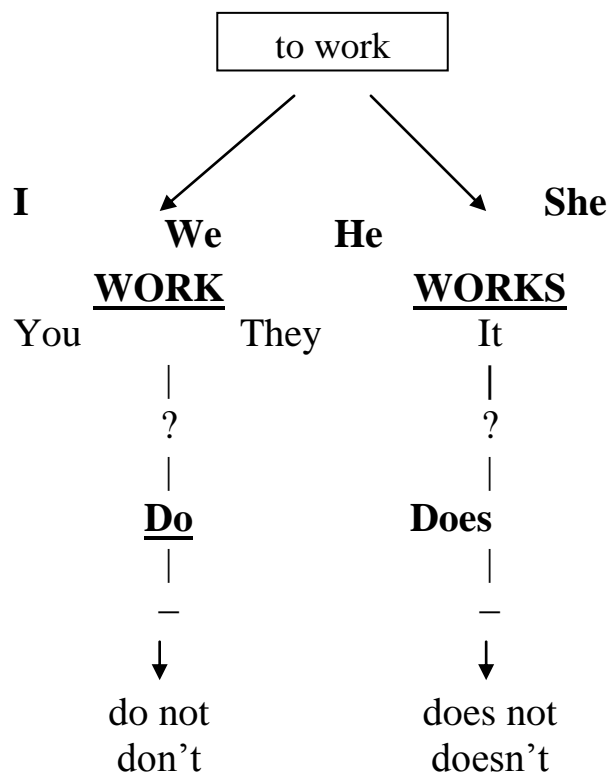 to work
I She
We He
WORK WORKS
You They It
| |
? ?
| |
Do Does
| |
– –
do not does not
don’t doesn’t